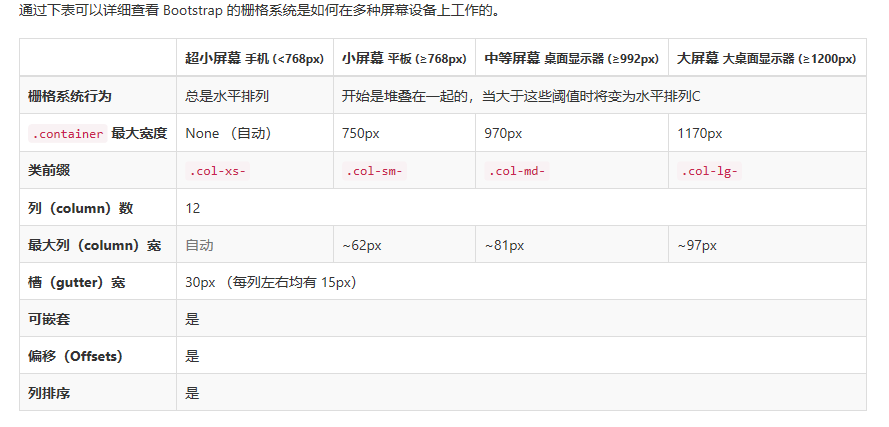 通过下表可以详细查看 Bootstrap 的栅格系统是如何在多种屏幕设备上工作的。
超小屏幕 手机 (<768px) 小屏幕 平板 (≥768px) 中等屏幕 桌面显示器 (≥992px) 大屏幕 大桌面显示器 (≥1200px)
栅格系统行为 总是水平排列 开始是堆叠在一起的，当大于这些阈值时将变为水平排列C
.container 最大宽度 None （自动） 750px 970px 1170px
类前缀 .col-xs- .col-sm- .col-md- .col-lg-
列（column）数 12
最大列（column）宽 自动 ~62px ~81px ~97px
槽（gutter）宽 30px （每列左右均有 15px）
可嵌套 是
偏移（Offsets） 是
列排序 是